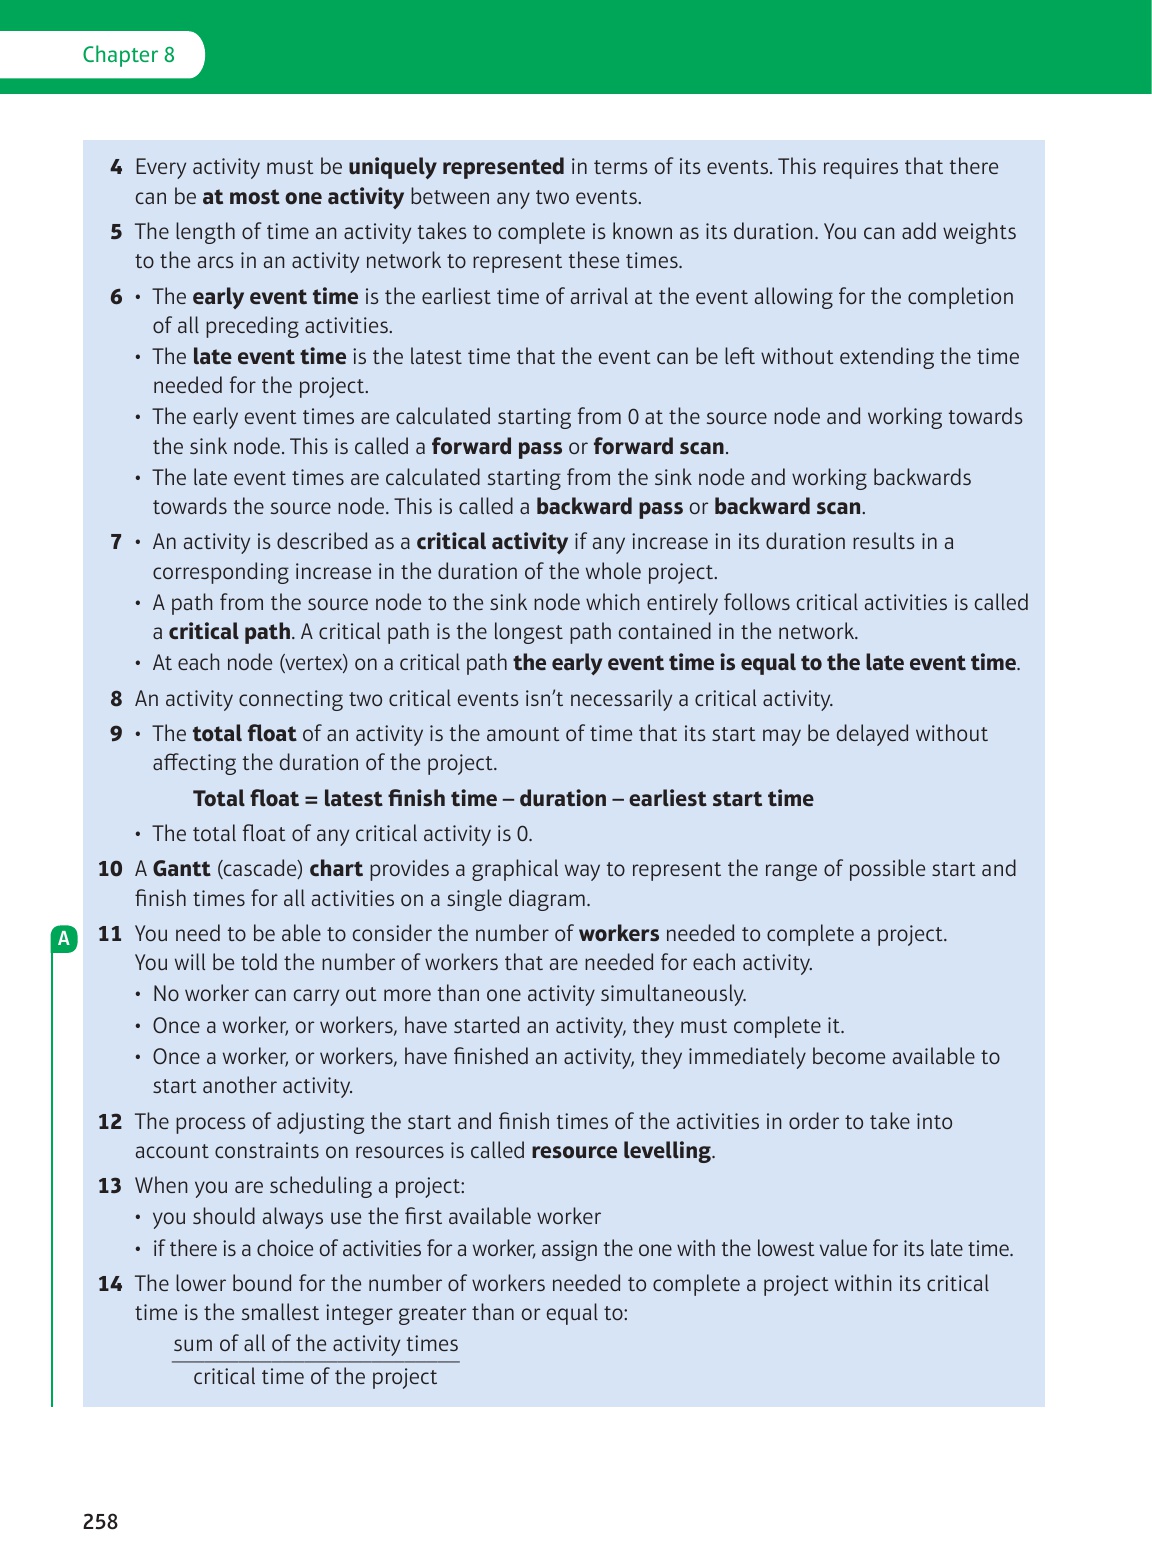 Chapter 8
4 Every activity must be uniquely represented in terms of its events. This requires that there
can be at most one activity between any two events.
5 The length of time an activity takes to complete is known as its duration. You can add weights
to the arcs in an activity network to represent these times.
6 • The early event time is the earliest time of arrival at the event allowing for the completion
of all preceding activities.
• The late event time is the latest time that the event can be left without extending the time
needed for the project.
• The early event times are calculated starting from 0 at the source node and working towards
the sink node. This is called a forward pass or forward scan.
• The late event times are calculated starting from the sink node and working backwards
towards the source node. This is called a backward pass or backward scan.
7 • An activity is described as a critical activity if any increase in its duration results in a
corresponding increase in the duration of the whole project.
• A path from the source node to the sink node which entirely follows critical activities is called
a critical path. A critical path is the longest path contained in the network.
• At each node (vertex) on a critical path the early event time is equal to the late event time.
8 An activity connecting two critical events isn't necessarily a critical activity.
9 • The total float of an activity is the amount of time that its start may be delayed without
affecting the duration of the project.
Total float = latest finish time – duration – earliest start time
• The total float of any critical activity is 0.
10 A Gantt (cascade) chart provides a graphical way to represent the range of possible start and
finish times for all activities on a single diagram.
A
11 You need to be able to consider the number of workers needed to complete a project.
You will be told the number of workers that are needed for each activity.
• No worker can carry out more than one activity simultaneously.
• Once a worker, or workers, have started an activity, they must complete it.
• Once a worker, or workers, have finished an activity, they immediately become available to
start another activity.
12 The process of adjusting the start and finish times of the activities in order to take into
account constraints on resources is called resource levelling.
13 When you are scheduling a project:
• you should always use the first available worker
• if there is a choice of activities for a worker, assign the one with the lowest value for its late time.
14 The lower bound for the number of workers needed to complete a project within its critical
time is the smallest integer greater than or equal to:
sum of all of the activity times
critical time of the project
258